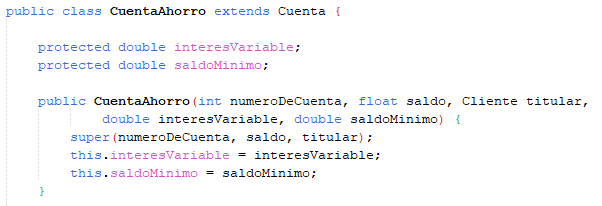 public class CuentaAhorro extends Cuenta {
protected double interesVariable;
protected double saldoMinimo;
public CuentaAhorro(int numeroDeCuenta, float saldo, Cliente titular,
double interesVariable, double saldoMinimo) {
super(numeroDeCuenta, saldo, titular);
this.interesVariable = interesVariable;
this.saldoMinimo = saldoMinimo;
}